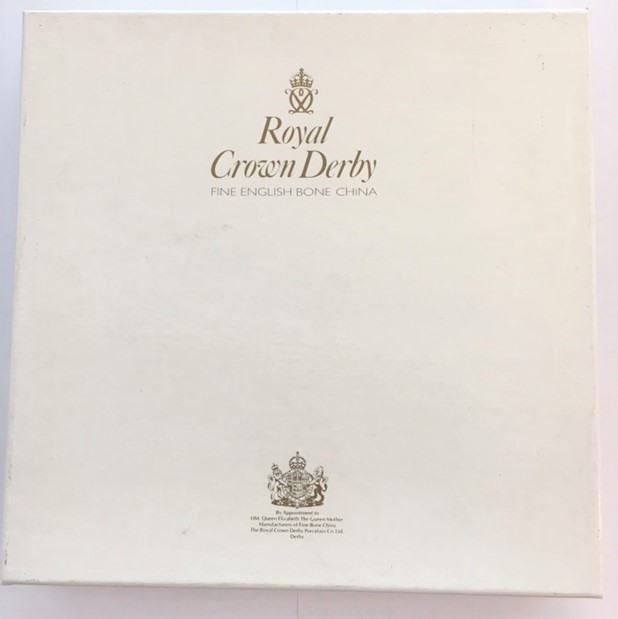 Royal
Crown Derby
FINE ENGLISH BONE CHINA
By Appointment to
HM. Queen Elizabeth The Queen Mother
Manufacturers of Fine Bone China
The Royal Crown Derby Porcelain Co. Ltd.
Derby